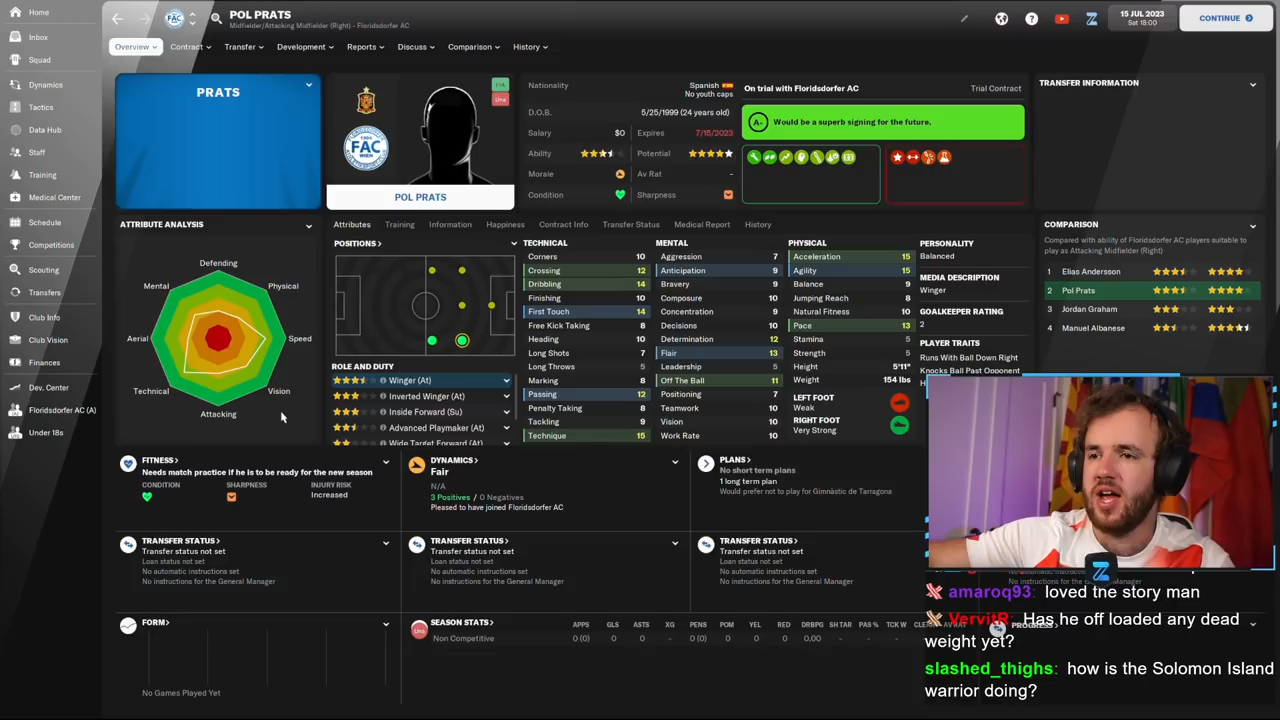 Home
Inbox
Squad
Dynamics
Tactics
Data Hub
Staff
Training
Medical Center
Schedule
Competitions
Scouting
Transfers
Club Info
Club Vision
Finances
Dev. Center
Floridsdorfer AC (A)
Under 18s
FAC
POL PRATS
Midfielder/Attacking Midfielder (Right) - Floridsdorfer AC
15 JUL 2023
Sat 18:00
CONTINUE
Overview
Contract
Transfer
Development
Reports
Discuss
Comparison
History
PRATS
FAC
WIEN
POL PRATS
Nationality
Spanish
No youth caps
D.O.B.
5/25/1999 (24 years old)
Salary
$0
Expires
7/15/2023
Ability
Potential
Morale
Av Rat
-
Condition
Sharpness
On trial with Floridsdorfer AC
Trial Contract
A-
Would be a superb signing for the future.
TRANSFER INFORMATION
ATTRIBUTE ANALYSIS
Defending
Physical
Speed
Vision
Attacking
Technical
Aerial
Mental
Attributes
Training
Information
Happiness
Contract Info
Transfer Status
Medical Report
History
POSITIONS
ROLE AND DUTY
Winger (At)
Inverted Winger (At)
Inside Forward (Su)
Advanced Playmaker (At)
Wide Target Forward (At)
TECHNICAL
Corners 10
Crossing 12
Dribbling 14
Finishing 10
First Touch 14
Free Kick Taking 8
Heading 10
Long Shots 7
Long Throws 5
Marking 8
Passing 12
Penalty Taking 8
Tackling 9
Technique 15
MENTAL
Aggression 7
Anticipation 9
Bravery 9
Composure 10
Concentration 9
Decisions 10
Determination 12
Flair 13
Leadership 5
Off The Ball 11
Positioning 7
Teamwork 10
Vision 10
Work Rate 10
PHYSICAL
Acceleration 15
Agility 15
Balance 9
Jumping Reach 8
Natural Fitness 10
Pace 13
Stamina 5
Strength 5
Height 5'11"
Weight 154 lbs
LEFT FOOT
Weak
RIGHT FOOT
Very Strong
PERSONALITY
Balanced
MEDIA DESCRIPTION
Winger
GOALKEEPER RATING
2
PLAYER TRAITS
Runs With Ball Down Right
Knocks Ball Past Opponent
COMPARISON
Compared with ability of Floridsdorfer AC players suitable to
play as Attacking Midfielder (Right)
1 Elias Andersson
2 Pol Prats
3 Jordan Graham
4 Manuel Albanese
FITNESS
Needs match practice if he is to be ready for the new season
CONDITION
SHARPNESS
INJURY RISK
Increased
DYNAMICS
Fair
N/A
3 Positives / 0 Negatives
Pleased to have joined Floridsdorfer AC
PLANS
No short term plans
1 long term plan
Would prefer not to play for Gimnàstic de Tarragona
TRANSFER STATUS
Transfer status not set
Loan status not set
No automatic instructions set
No instructions for the General Manager
TRANSFER STATUS
Transfer status not set
Loan status not set
No automatic instructions set
No instructions for the General Manager
TRANSFER STATUS
Transfer status not set
Loan status not set
No automatic instructions set
No instructions for the General Manager
FORM
No Games Played Yet
SEASON STATS
APPS GLS ASTS XG PENS POM YEL RED DRBPG SH TAR PAS % TCK W
Non Competitive 0 (0) 0 0 - 0 (0) 0 0 0 0.00 - - -
amaroq93: loved the story man
VervitR: Has he off loaded any dead
weight yet?
slashed_thighs: how is the Solomon Island
warrior doing?